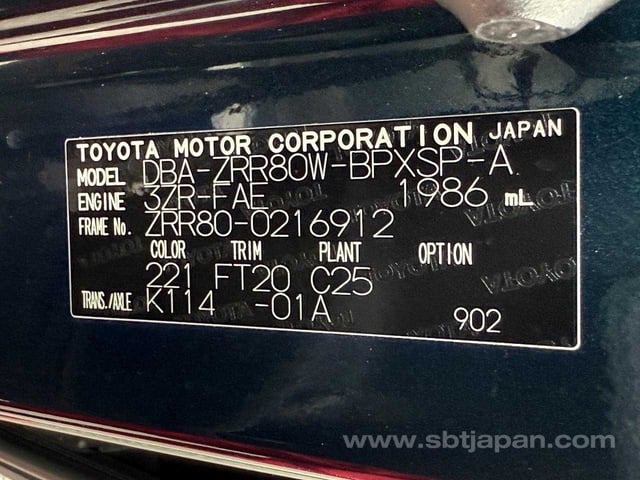 TOYOTA MOTOR CORPORATION JAPAN
MODEL DBA-ZRR80W-BPXSP-A
ENGINE 3ZR-FAE 1986 mL
FRAME No. ZRR80-0216912
COLOR TRIM PLANT OPTION
221 FT20 C25
TRANS./AXLE K114 -01A
902
www.sbtjapan.com